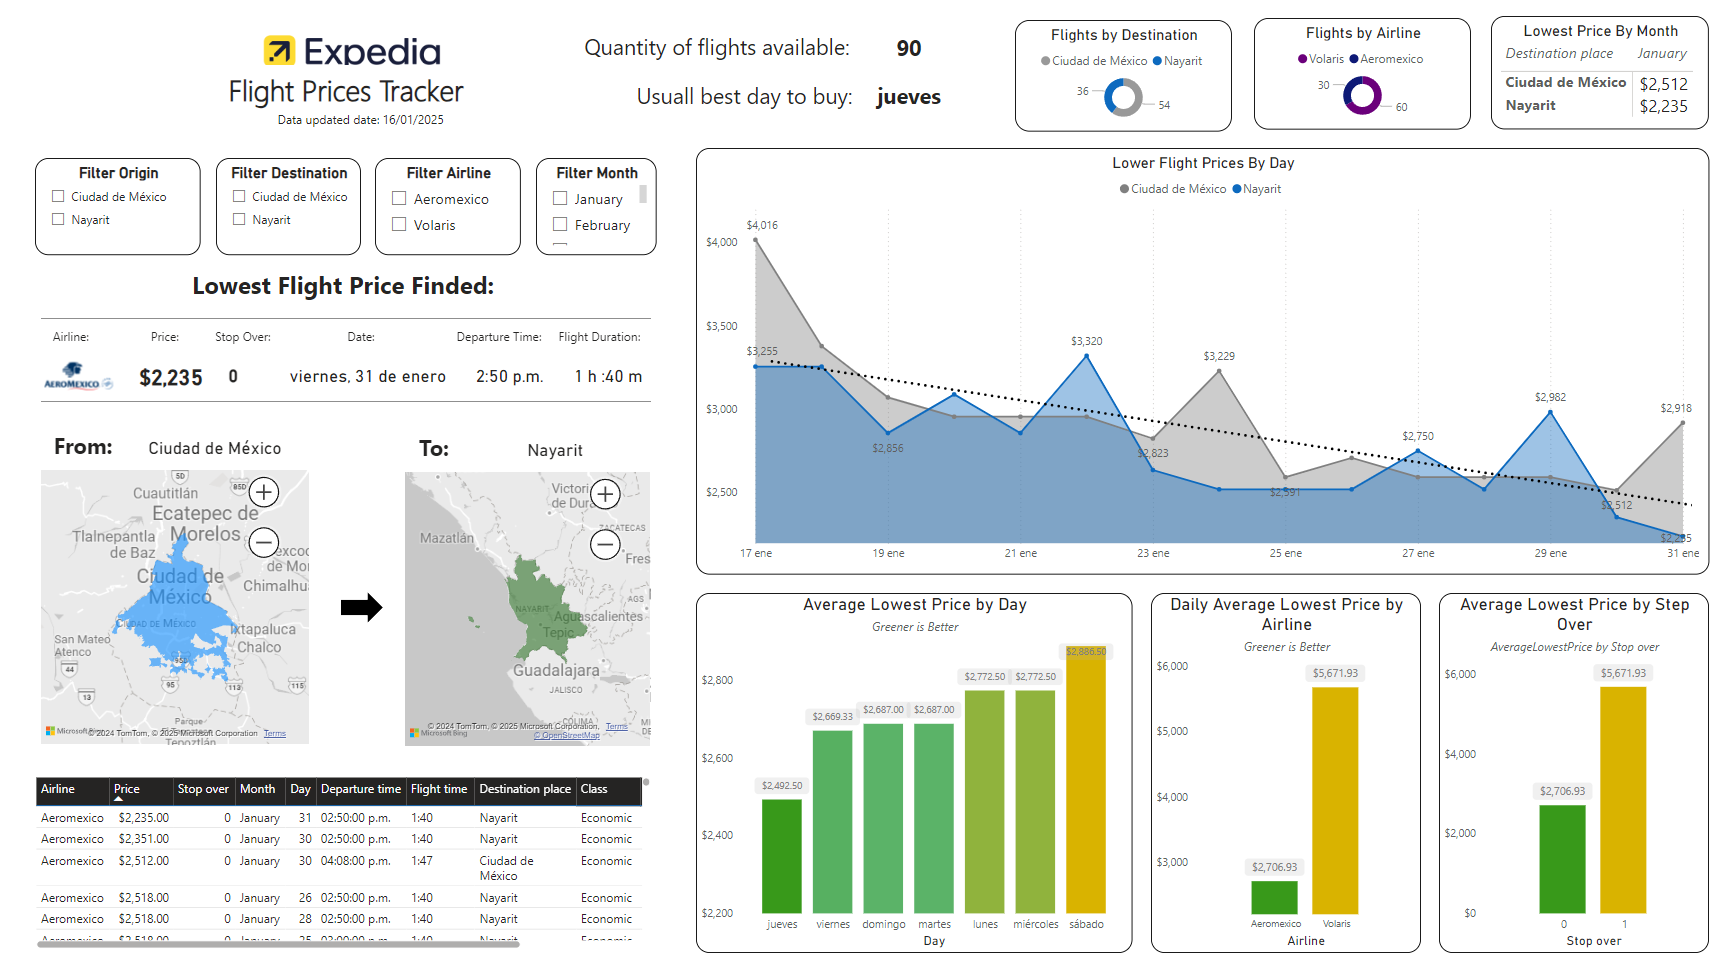 Expedia
Flight Prices Tracker
Data updated date: 16/01/2025
Quantity of flights available: 90
Usuall best day to buy: jueves
Flights by Destination
Ciudad de México Nayarit
36
54
Flights by Airline
Volaris Aeromexico
30
60
Lowest Price By Month
Destination place January
Ciudad de México $2,512
Nayarit $2,235
Filter Origin
Ciudad de México
Nayarit
Filter Destination
Ciudad de México
Nayarit
Filter Airline
Aeromexico
Volaris
Filter Month
January
February
Lowest Flight Price Finded:
Airline: Price: Stop Over: Date: Departure Time: Flight Duration:
AEROMEXICO $2,235 0 viernes, 31 de enero 2:50 p.m. 1 h :40 m
From: Ciudad de México
To: Nayarit
5D
85D
Cuautitlán
Ecatepec de
Morelos
Tlalnepantla
de Baz
Ciudad de
México
Chimalhu
CIUDAD DE MÉXICO
Ixtapaluca
Chalco
San Mateo
Atenco
44
95D
95
113
115
13
Parque
Tepoztlán
Microsoft
© 2024 TomTom, © 2025 Microsoft Corporation Terms
Victori
de Dur
ZACATECAS
Mazatlán
Fres
NAYARIT
AGS
Aguascalientes
Tepic
Guadalajara
JALISCO
COLIMA
© 2024 TomTom, © 2025 Microsoft Corporation, Terms
Microsoft Bing
© OpenStreetMap
Airline Price Stop over Month Day Departure time Flight time Destination place Class
Aeromexico $2,235.00 0 January 31 02:50:00 p.m. 1:40 Nayarit Economic
Aeromexico $2,351.00 0 January 30 02:50:00 p.m. 1:40 Nayarit Economic
Aeromexico $2,512.00 0 January 30 04:08:00 p.m. 1:47 Ciudad de México Economic
Aeromexico $2,518.00 0 January 26 02:50:00 p.m. 1:40 Nayarit Economic
Aeromexico $2,518.00 0 January 28 02:50:00 p.m. 1:40 Nayarit Economic
Lower Flight Prices By Day
Ciudad de México Nayarit
$4,000
$3,500
$3,000
$2,500
$4,016
$3,255
$2,856
$3,320
$2,823
$3,229
$2,591
$2,750
$2,982
$2,512
$2,918
$2,235
17 ene 19 ene 21 ene 23 ene 25 ene 27 ene 29 ene 31 ene
Average Lowest Price by Day
Greener is Better
$2,800
$2,600
$2,400
$2,200
$2,492.50
$2,669.33
$2,687.00
$2,687.00
$2,772.50
$2,772.50
$2,886.50
jueves viernes domingo martes lunes miércoles sábado
Day
Daily Average Lowest Price by
Airline
Greener is Better
$6,000
$5,000
$4,000
$3,000
$2,706.93
$5,671.93
Aeromexico Volaris
Airline
Average Lowest Price by Step
Over
AverageLowestPrice by Stop over
$6,000
$4,000
$2,000
$0
$2,706.93
$5,671.93
0 1
Stop over